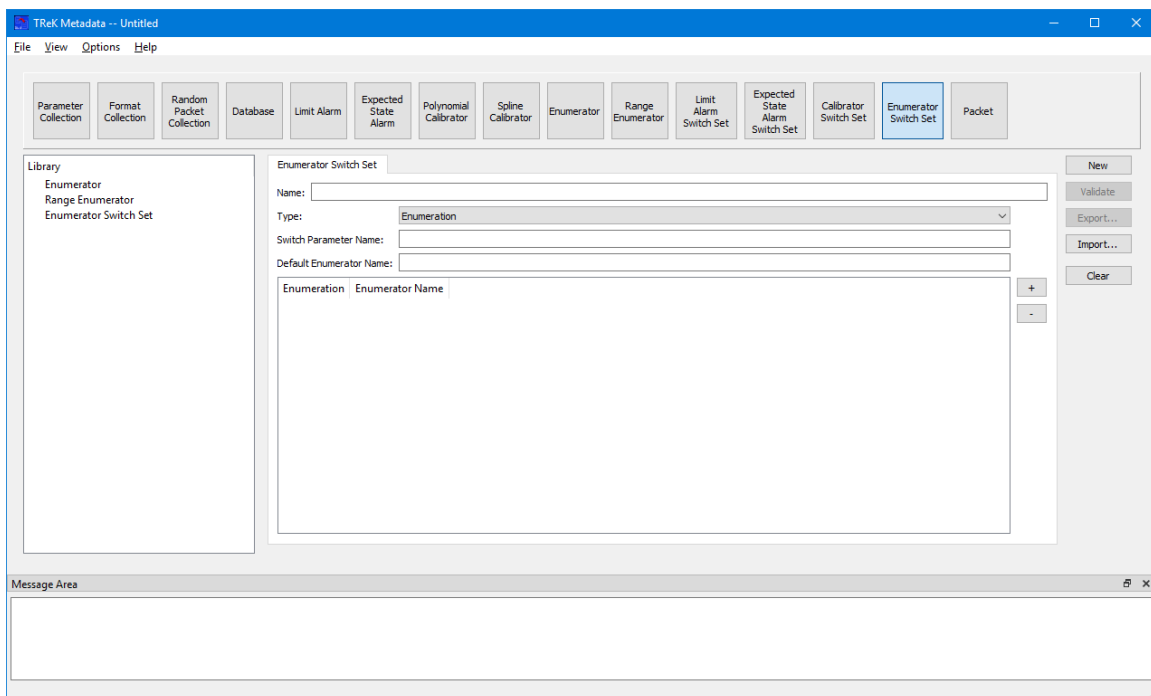 TReK Metadata -- Untitled
File View Options Help
Parameter Collection
Format Collection
Random Packet Collection
Database
Limit Alarm
Expected State Alarm
Polynomial Calibrator
Spline Calibrator
Enumerator
Range Enumerator
Limit Alarm Switch Set
Expected State Alarm Switch Set
Calibrator Switch Set
Enumerator Switch Set
Packet
Library
Enumerator
Range Enumerator
Enumerator Switch Set
Enumerator Switch Set
Name:
Type: Enumeration
Switch Parameter Name:
Default Enumerator Name:
Enumeration Enumerator Name
+
-
New
Validate
Export...
Import...
Clear
Message Area